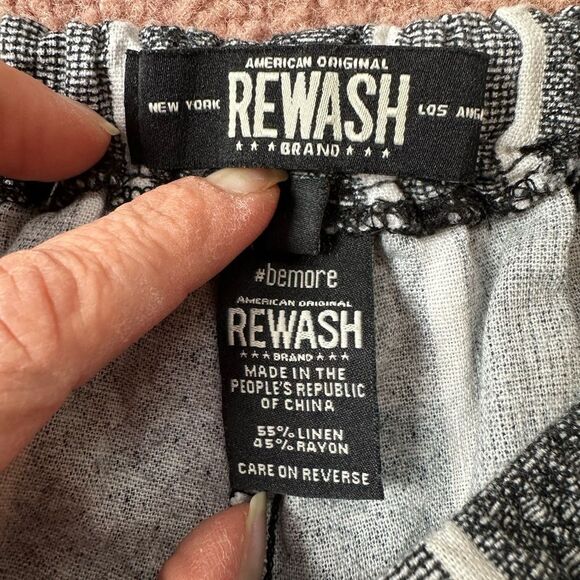 AMERICAN ORIGINAL
NEW YORK REWASH LOS
BRAND
#bemore
AMERICAN ORIGINAL
REWASH
BRAND
MADE IN THE
PEOPLE'S REPUBLIC
OF CHINA
55% LINEN
45% RAYON
CARE ON REVERSE